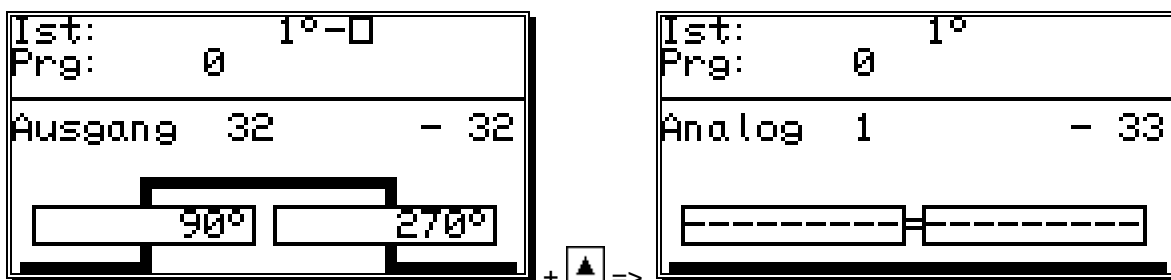 Ist: 1°-□
Prg: 0
Ausgang 32 - 32
90° 270°
+ ▲ =>
Ist: 1°
Prg: 0
Analog 1 - 33
----------=----------